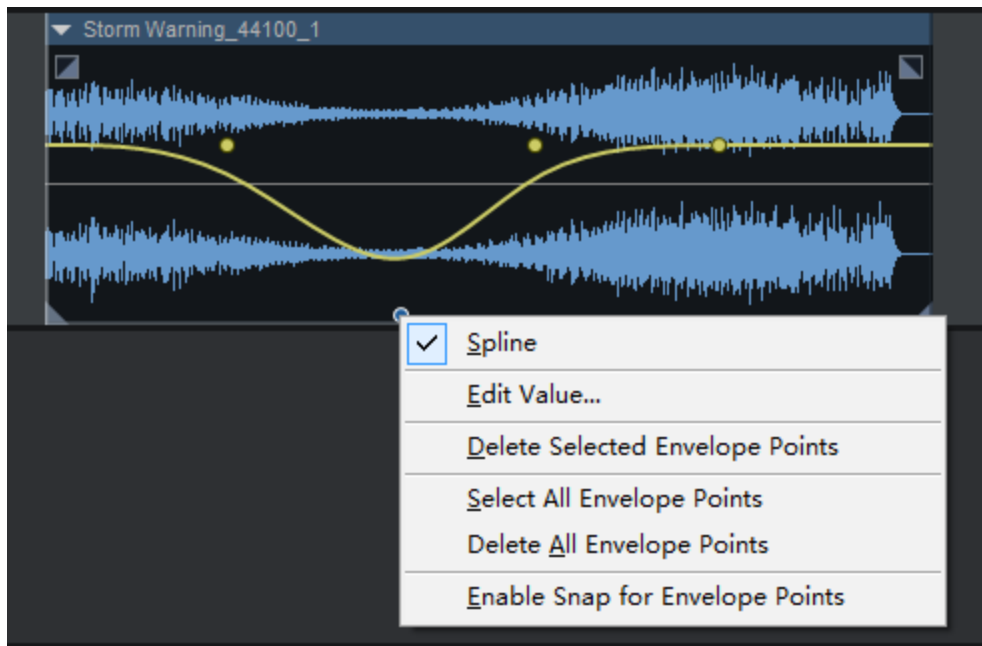 Storm Warning_44100_1
Spline
Edit Value...
Delete Selected Envelope Points
Select All Envelope Points
Delete All Envelope Points
Enable Snap for Envelope Points